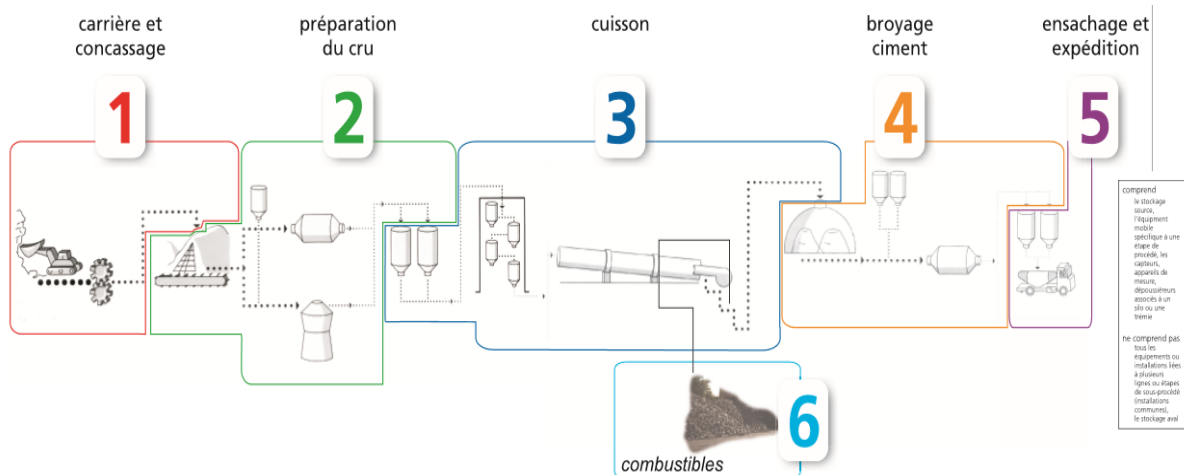 carrière et
concassage
préparation
du cru
cuisson
broyage
ciment
ensachage et
expédition
1
2
3
4
5
comprend
le stockage
source,
l'équipment
mobile
spécifique à une
étape de
procédé, les
capteurs,
appareils de
mesure,
dépoussiéreurs
associés à un
silo ou une
trémie
ne comprend pas
tous les
équipements ou
installations liées
à plusieurs
lignes ou étapes
de sous-procédé
(installations
communes),
le stockage aval
6
combustibles